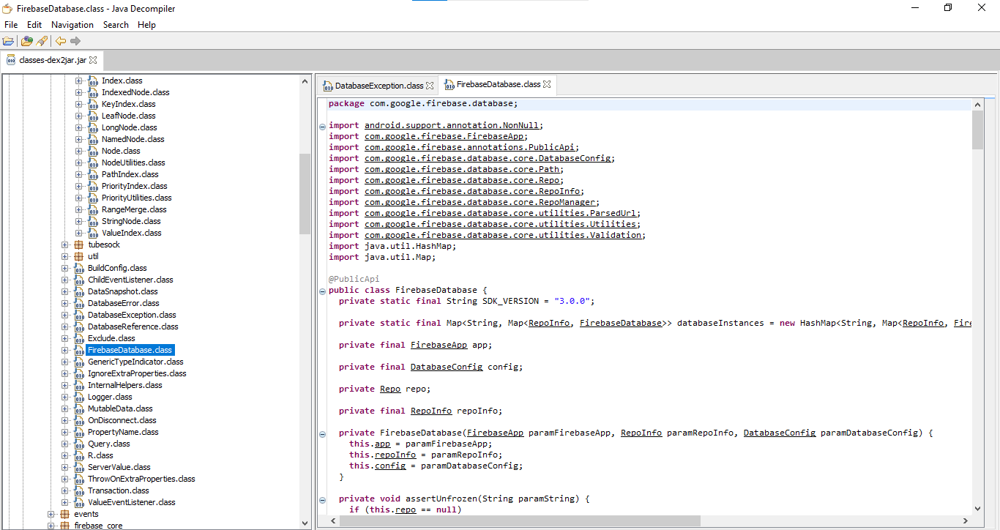 FirebaseDatabase.class - Java Decompiler
File Edit Navigation Search Help
classes-dex2jar.jar
Index.class
IndexedNode.class
KeyIndex.class
LeafNode.class
LongNode.class
NamedNode.class
Node.class
NodeUtilities.class
PathIndex.class
PriorityIndex.class
PriorityUtilities.class
RangeMerge.class
StringNode.class
ValueIndex.class
tubesock
util
BuildConfig.class
ChildEventListener.class
DataSnapshot.class
DatabaseError.class
DatabaseException.class
DatabaseReference.class
Exclude.class
FirebaseDatabase.class
GenericTypeIndicator.class
IgnoreExtraProperties.class
InternalHelpers.class
Logger.class
MutableData.class
OnDisconnect.class
PropertyName.class
Query.class
R.class
ServerValue.class
ThrowOnExtraProperties.class
Transaction.class
ValueEventListener.class
events
firebase_core
DatabaseException.class FirebaseDatabase.class
package com.google.firebase.database;
import android.support.annotation.NonNull;
import com.google.firebase.FirebaseApp;
import com.google.firebase.annotations.PublicApi;
import com.google.firebase.database.core.DatabaseConfig;
import com.google.firebase.database.core.Path;
import com.google.firebase.database.core.Repo;
import com.google.firebase.database.core.RepoInfo;
import com.google.firebase.database.core.RepoManager;
import com.google.firebase.database.core.utilities.ParsedUrl;
import com.google.firebase.database.core.utilities.Utilities;
import com.google.firebase.database.core.utilities.Validation;
import java.util.HashMap;
import java.util.Map;
@PublicApi
public class FirebaseDatabase {
private static final String SDK_VERSION = "3.0.0";
private static final Map<String, Map<RepoInfo, FirebaseDatabase>> databaseInstances = new HashMap<String, Map<RepoInfo, Fire
private final FirebaseApp app;
private final DatabaseConfig config;
private Repo repo;
private final RepoInfo repoInfo;
private FirebaseDatabase(FirebaseApp paramFirebaseApp, RepoInfo paramRepoInfo, DatabaseConfig paramDatabaseConfig) {
this.app = paramFirebaseApp;
this.repoInfo = paramRepoInfo;
this.config = paramDatabaseConfig;
}
private void assertUnfrozen(String paramString) {
if (this.repo == null)